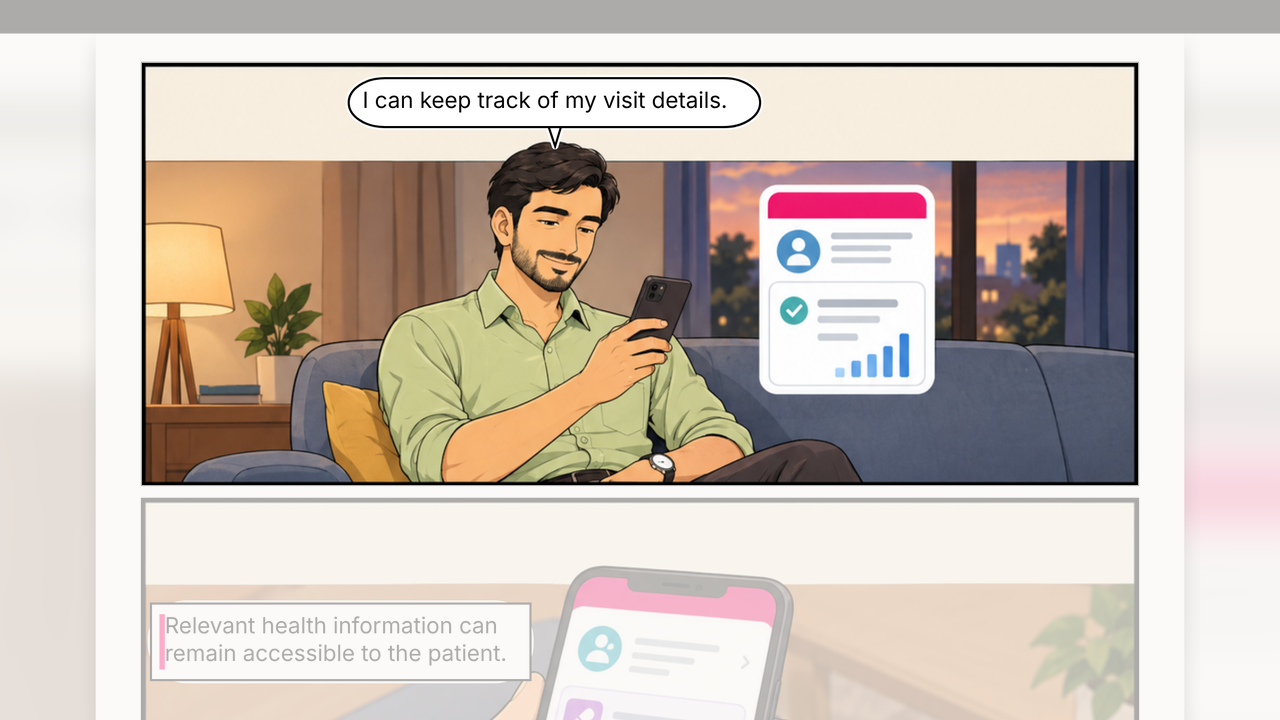 I can keep track of my visit details.
Relevant health information can
remain accessible to the patient.